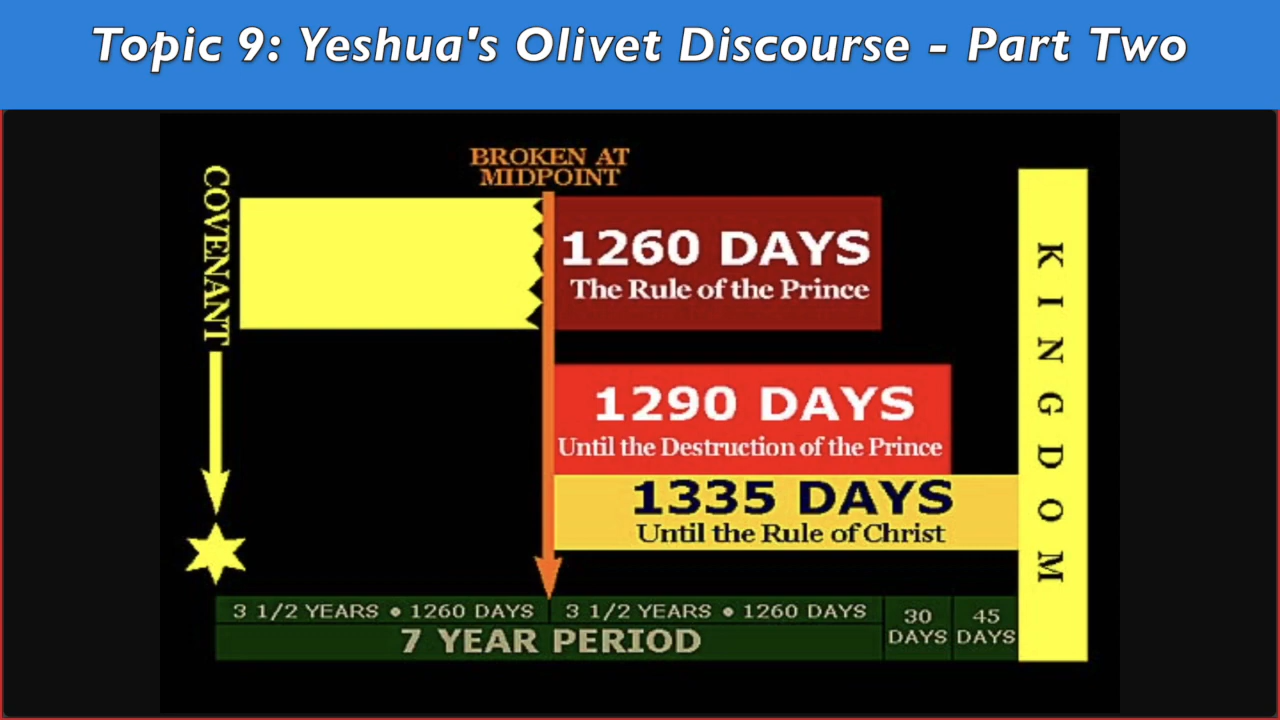 Topic 9: Yeshua's Olivet Discourse - Part Two
BROKEN AT
MIDPOINT
COVENANT
1260 DAYS
The Rule of the Prince
1290 DAYS
Until the Destruction of the Prince
1335 DAYS
Until the Rule of Christ
KINGDOM
3 1/2 YEARS • 1260 DAYS
3 1/2 YEARS • 1260 DAYS
7 YEAR PERIOD
30
DAYS
45
DAYS